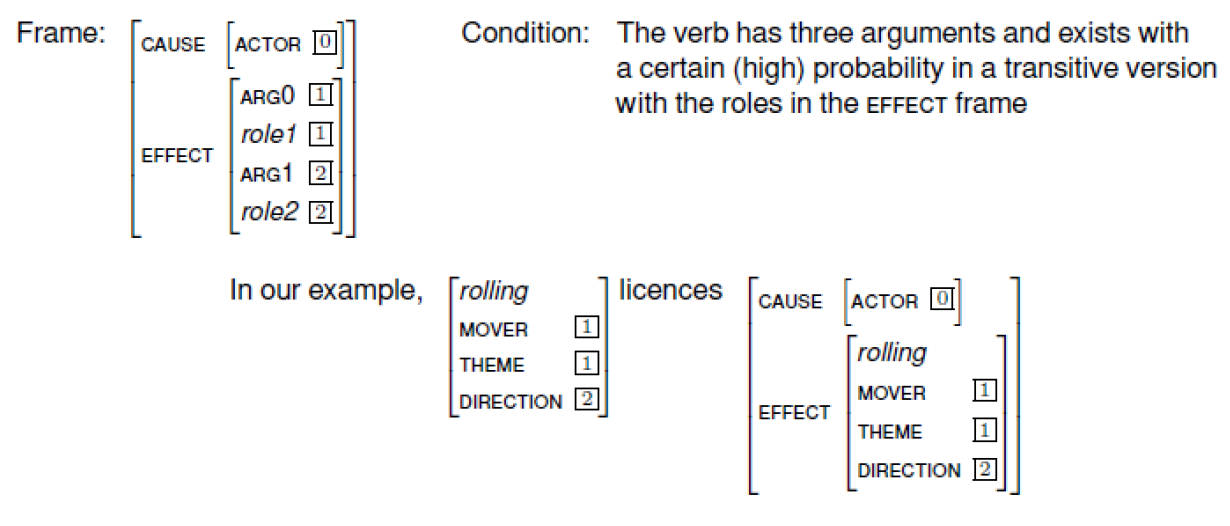 Frame: CAUSE ACTOR 0 Condition: The verb has three arguments and exists with
a certain (high) probability in a transitive version
with the roles in the EFFECT frame
ARG0 1
role1 1
EFFECT
ARG1 2
role2 2
In our example, rolling licences CAUSE ACTOR 0
MOVER 1
THEME 1
DIRECTION 2
rolling
MOVER 1
EFFECT
THEME 1
DIRECTION 2